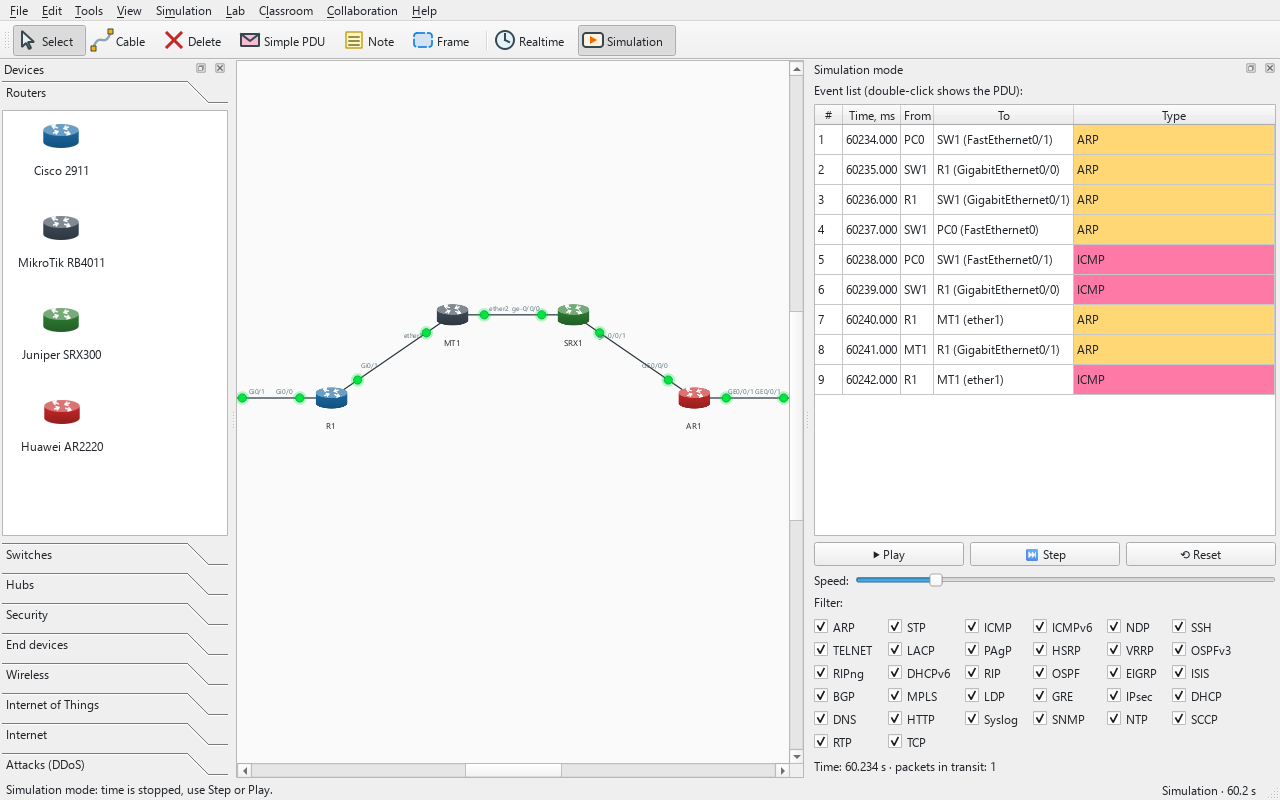 File Edit Tools View Simulation Lab Classroom Collaboration Help
Select Cable Delete Simple PDU Note Frame Realtime Simulation
Devices
Routers
Cisco 2911
MikroTik RB4011
Juniper SRX300
Huawei AR2220
Switches
Hubs
Security
End devices
Wireless
Internet of Things
Internet
Attacks (DDoS)
ether2 ge-0/0/0
MT1 SRX1
Gi0/1
GE0/0/0
Gi0/1 Gi0/0
GE0/0/1 GE0/0/1
R1 AR1
Simulation mode
Event list (double-click shows the PDU):
# Time, ms From To Type
1 60234.000 PC0 SW1 (FastEthernet0/1) ARP
2 60235.000 SW1 R1 (GigabitEthernet0/0) ARP
3 60236.000 R1 SW1 (GigabitEthernet0/1) ARP
4 60237.000 SW1 PC0 (FastEthernet0) ARP
5 60238.000 PC0 SW1 (FastEthernet0/1) ICMP
6 60239.000 SW1 R1 (GigabitEthernet0/0) ICMP
7 60240.000 R1 MT1 (ether1) ARP
8 60241.000 MT1 R1 (GigabitEthernet0/1) ARP
9 60242.000 R1 MT1 (ether1) ICMP
Play Step Reset
Speed:
Filter:
ARP STP ICMP ICMPv6 NDP SSH
TELNET LACP PAgP HSRP VRRP OSPFv3
RIPng DHCPv6 RIP OSPF EIGRP ISIS
BGP MPLS LDP GRE IPsec DHCP
DNS HTTP Syslog SNMP NTP SCCP
RTP TCP
Time: 60.234 s · packets in transit: 1
Simulation mode: time is stopped, use Step or Play.
Simulation · 60.2 s